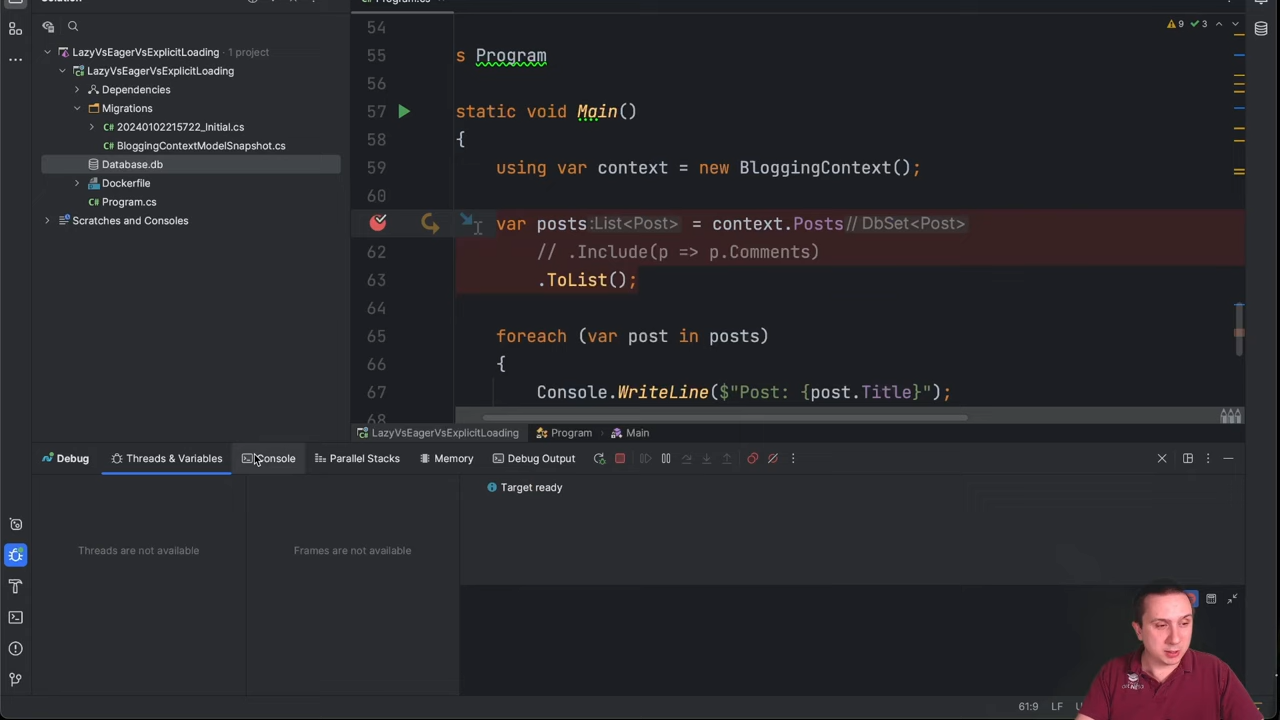 LazyVsEagerVsExplicitLoading 1 project
LazyVsEagerVsExplicitLoading
Dependencies
Migrations
C# 20240102215722_Initial.cs
C# BloggingContextModelSnapshot.cs
Database.db
Dockerfile
C# Program.cs
Scratches and Consoles
9 3
54
55 s Program
56
57 static void Main()
58 {
59 using var context = new BloggingContext();
60
var posts :List<Post> = context.Posts // DbSet<Post>
62 // .Include(p => p.Comments)
63 .ToList();
64
65 foreach (var post in posts)
66 {
67 Console.WriteLine($"Post: {post.Title}");
68
LazyVsEagerVsExplicitLoading Program Main
Debug Threads & Variables Console Parallel Stacks Memory Debug Output
Target ready
Threads are not available
Frames are not available
61:9 LF